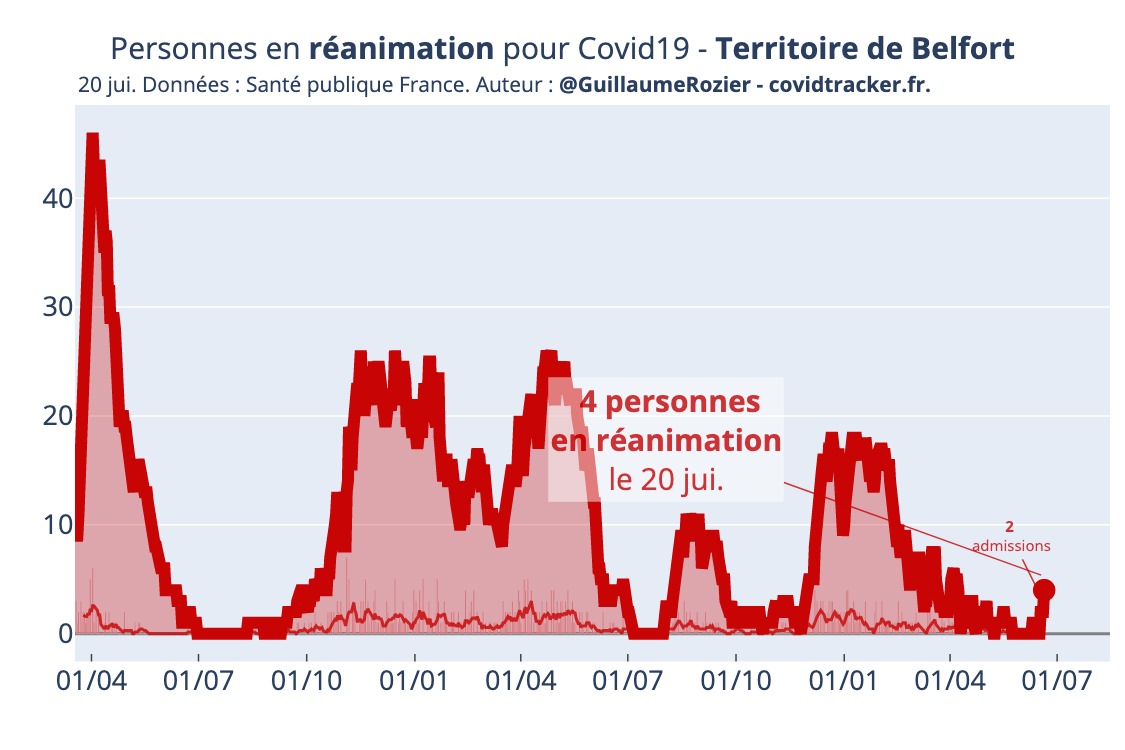 Personnes en réanimation pour Covid19 - Territoire de Belfort
20 jui. Données : Santé publique France. Auteur : @GuillaumeRozier - covidtracker.fr.
40
30
20
10
0
4 personnes
en réanimation
le 20 jui.
2
admissions
01/04 01/07 01/10 01/01 01/04 01/07 01/10 01/01 01/04 01/07